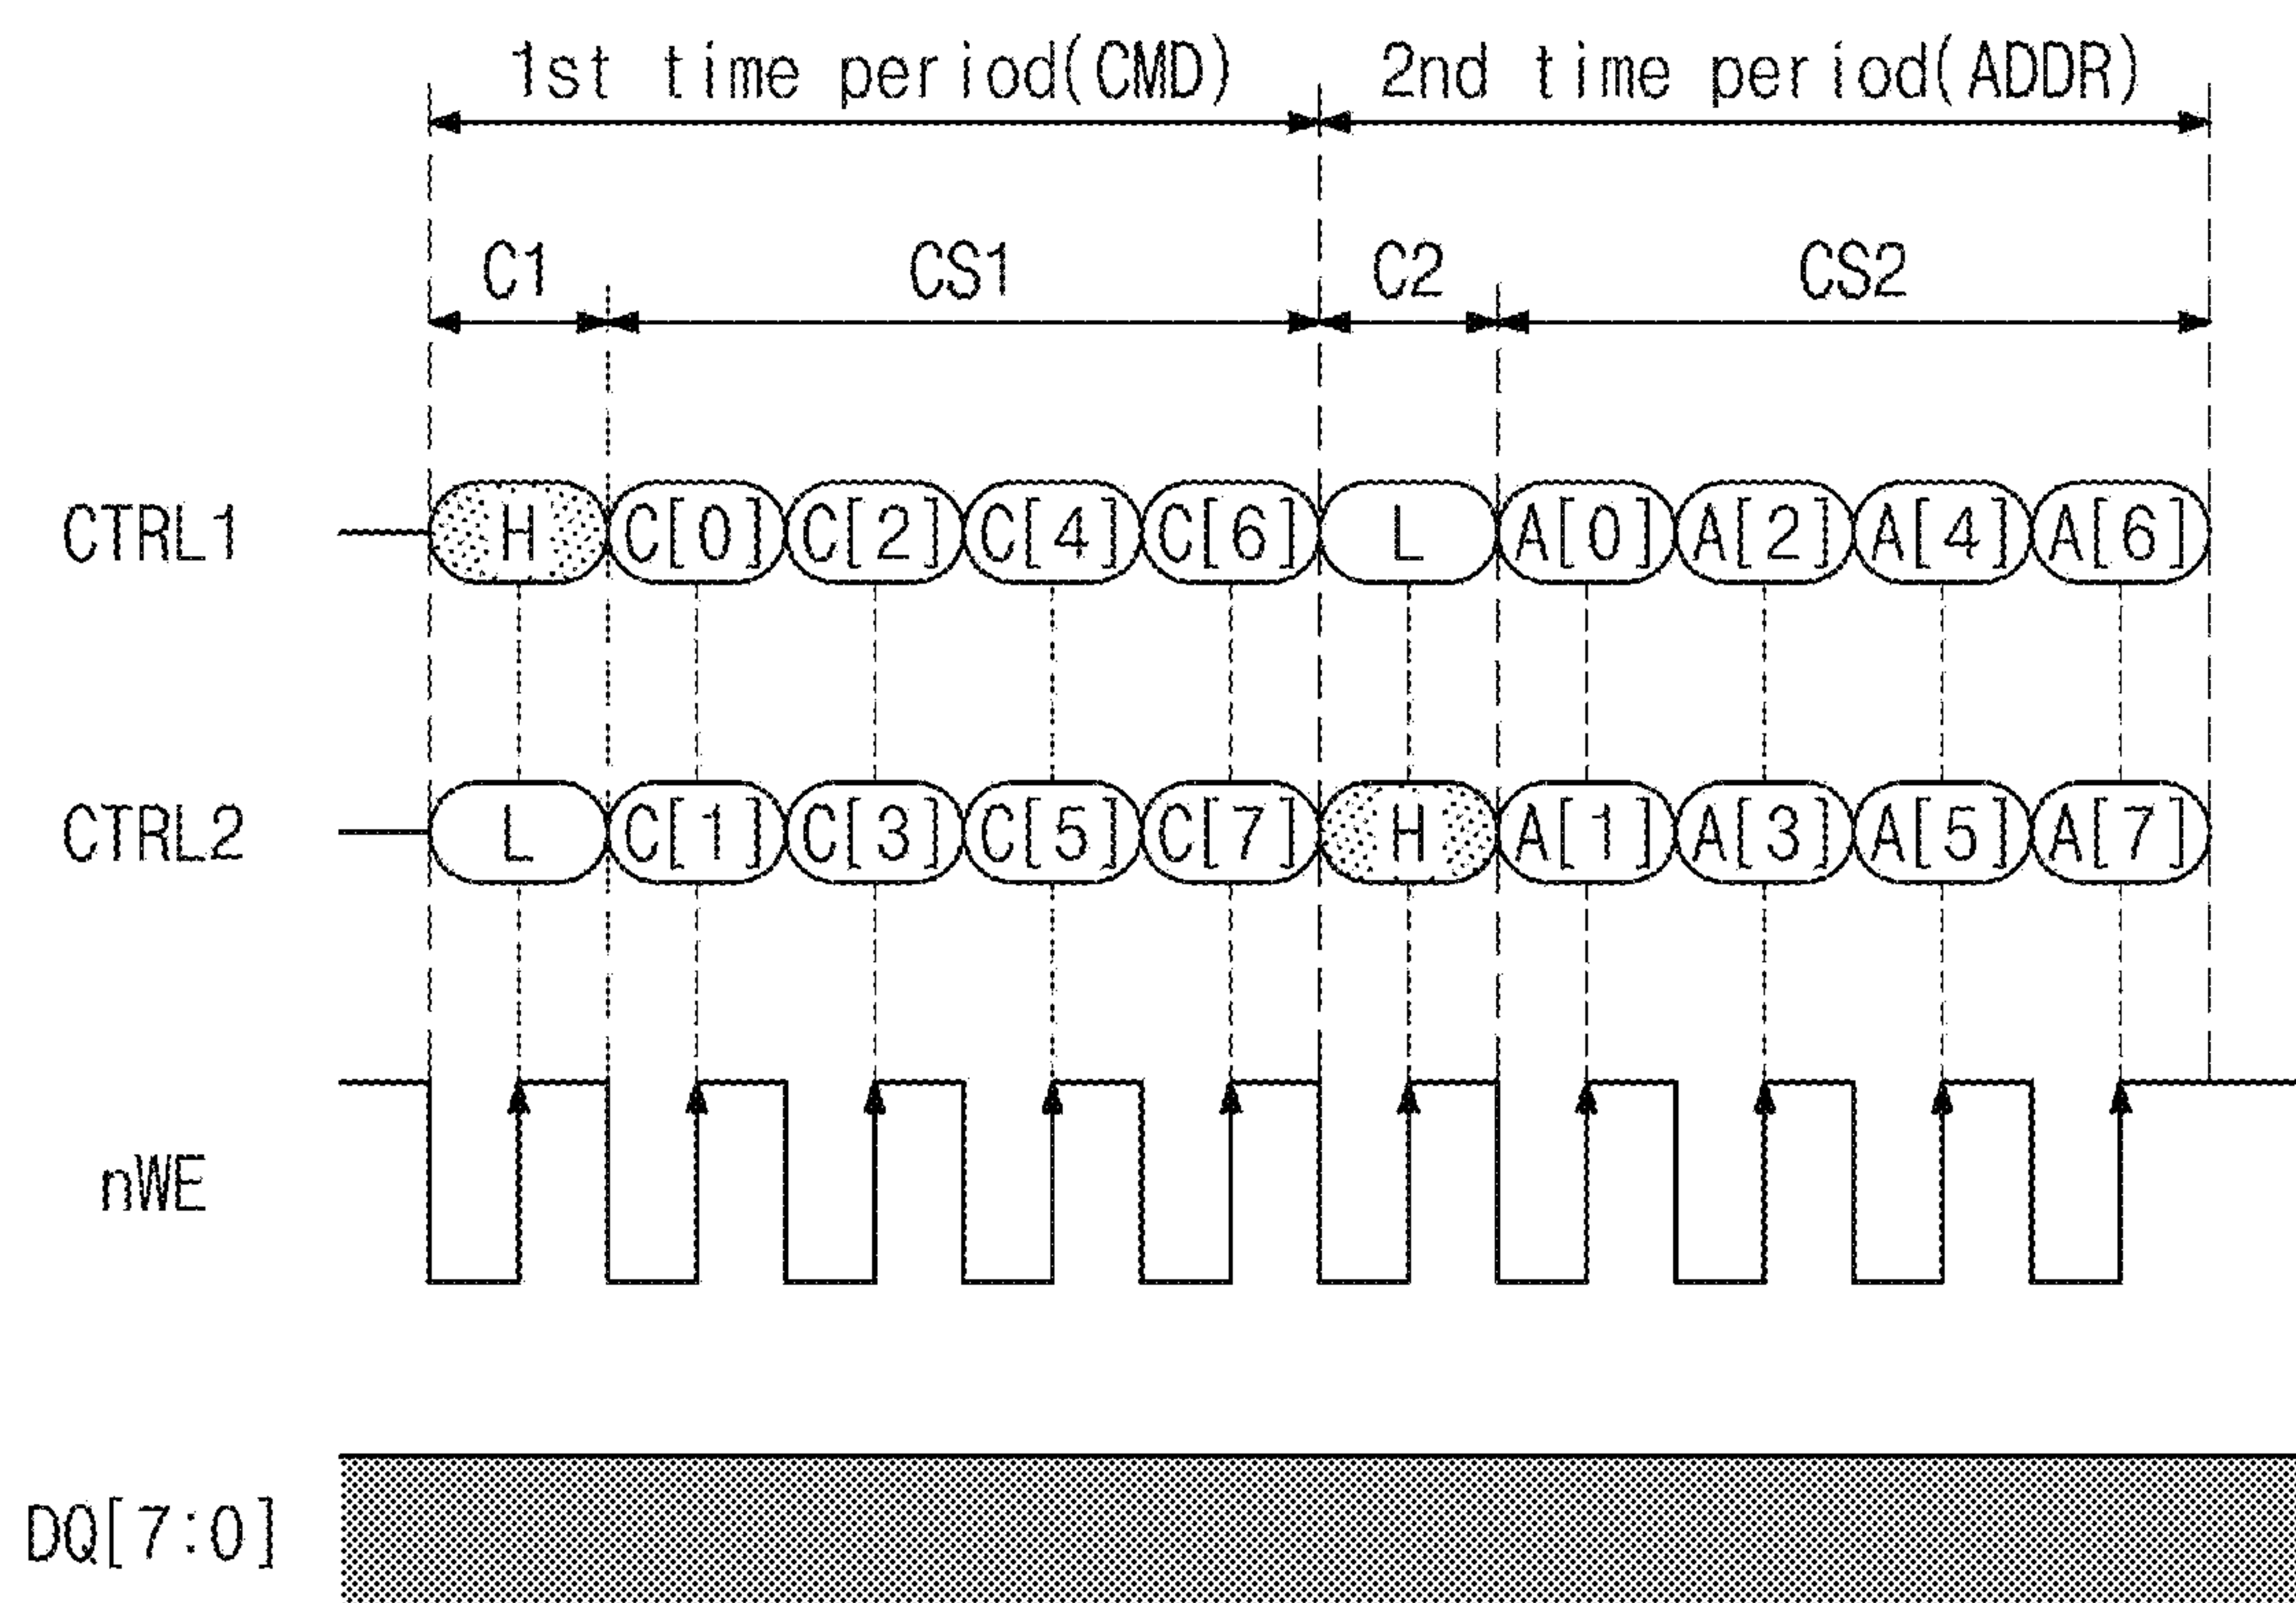 1st time period(CMD) 2nd time period(ADDR)
C1 CS1 C2 CS2
CTRL1 H C[0] C[2] C[4] C[6] L A[0] A[2] A[4] A[6]
CTRL2 L C[1] C[3] C[5] C[7] H A[1] A[3] A[5] A[7]
nWE
DQ[7:0]